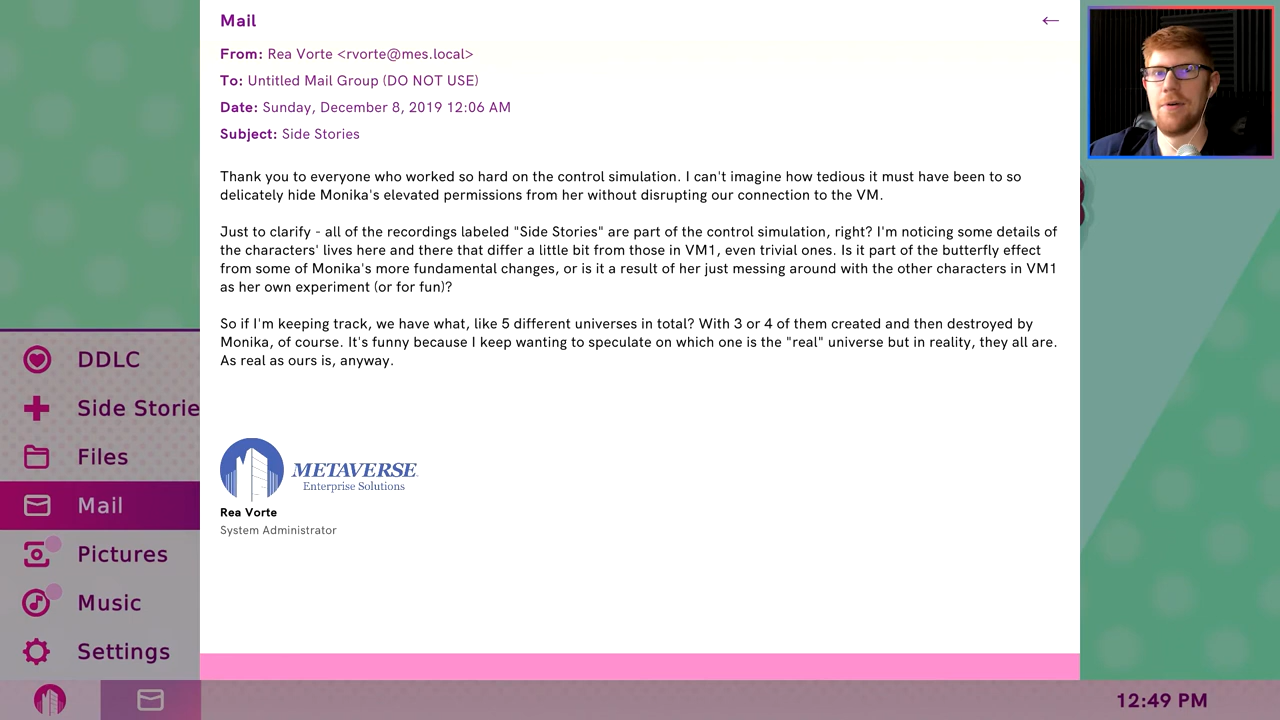 Mail
←
From: Rea Vorte <rvorte@mes.local>
To: Untitled Mail Group (DO NOT USE)
Date: Sunday, December 8, 2019 12:06 AM
Subject: Side Stories
Thank you to everyone who worked so hard on the control simulation. I can't imagine how tedious it must have been to so
delicately hide Monika's elevated permissions from her without disrupting our connection to the VM.
Just to clarify - all of the recordings labeled "Side Stories" are part of the control simulation, right? I'm noticing some details of
the characters' lives here and there that differ a little bit from those in VM1, even trivial ones. Is it part of the butterfly effect
from some of Monika's more fundamental changes, or is it a result of her just messing around with the other characters in VM1
as her own experiment (or for fun)?
So if I'm keeping track, we have what, like 5 different universes in total? With 3 or 4 of them created and then destroyed by
Monika, of course. It's funny because I keep wanting to speculate on which one is the "real" universe but in reality, they all are.
As real as ours is, anyway.
METAVERSE
Enterprise Solutions
Rea Vorte
System Administrator
DDLC
Side Storie
Files
Mail
Pictures
Music
Settings
12:49 PM